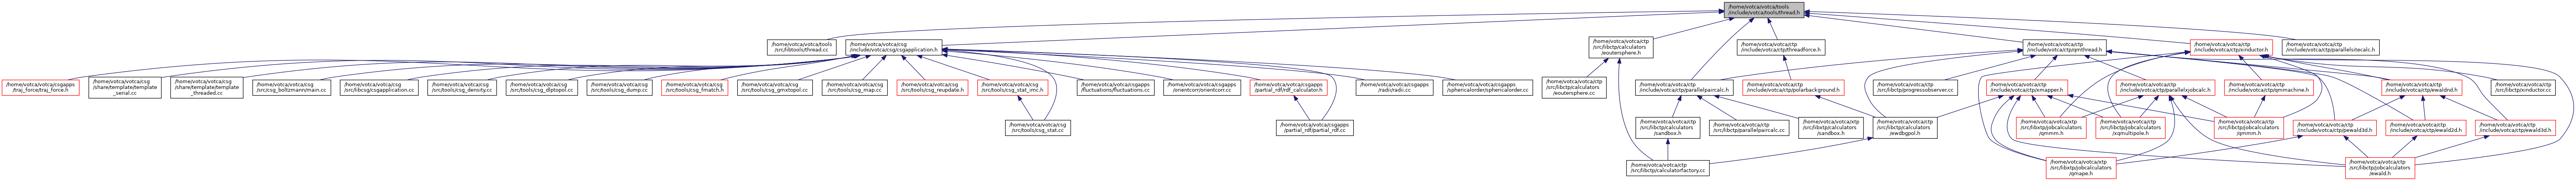 /home/votca/votca/tools
/include/votca/tools/thread.h
/home/votca/votca/tools
/src/libtools/thread.cc
/home/votca/votca/csg
/include/votca/csg/csgapplication.h
/home/votca/votca/ctp
/src/libctp/calculators
/eoutersphere.h
/home/votca/votca/ctp
/include/votca/ctp/threadforce.h
/home/votca/votca/ctp
/include/votca/ctp/qmthread.h
/home/votca/votca/ctp
/include/votca/ctp/xinductor.h
/home/votca/votca/ctp
/include/votca/ctp/parallelsitecalc.h
/home/votca/votca/csgapps
/traj_force/traj_force.h
/home/votca/votca/csg
/share/template/template
_serial.cc
/home/votca/votca/csg
/share/template/template
_threaded.cc
/home/votca/votca/csg
/src/csg_boltzmann/main.cc
/home/votca/votca/csg
/src/libcsg/csgapplication.cc
/home/votca/votca/csg
/src/tools/csg_density.cc
/home/votca/votca/csg
/src/tools/csg_dlptopol.cc
/home/votca/votca/csg
/src/tools/csg_dump.cc
/home/votca/votca/csg
/src/tools/csg_fmatch.h
/home/votca/votca/csg
/src/tools/csg_gmxtopol.cc
/home/votca/votca/csg
/src/tools/csg_map.cc
/home/votca/votca/csg
/src/tools/csg_reupdate.h
/home/votca/votca/csg
/src/tools/csg_stat_imc.h
/home/votca/votca/csgapps
/fluctuations/fluctuations.cc
/home/votca/votca/csgapps
/orientcorr/orientcorr.cc
/home/votca/votca/csgapps
/partial_rdf/rdf_calculator.h
/home/votca/votca/csgapps
/radii/radii.cc
/home/votca/votca/csgapps
/sphericalorder/sphericalorder.cc
/home/votca/votca/ctp
/src/libctp/calculators
/eoutersphere.cc
/home/votca/votca/ctp
/include/votca/ctp/parallelpaircalc.h
/home/votca/votca/ctp
/include/votca/ctp/polarbackground.h
/home/votca/votca/ctp
/src/libctp/progressobserver.cc
/home/votca/votca/ctp
/include/votca/ctp/xmapper.h
/home/votca/votca/ctp
/include/votca/ctp/parallelxjobcalc.h
/home/votca/votca/ctp
/include/votca/ctp/qmmachine.h
/home/votca/votca/ctp
/include/votca/ctp/ewaldnd.h
/home/votca/votca/ctp
/src/libctp/xinductor.cc
/home/votca/votca/csg
/src/tools/csg_stat.cc
/home/votca/votca/csgapps
/partial_rdf/partial_rdf.cc
/home/votca/votca/ctp
/src/libctp/calculators
/sandbox.h
/home/votca/votca/ctp
/src/libctp/parallelpaircalc.cc
/home/votca/votca/xtp
/src/libxtp/calculators
/sandbox.h
/home/votca/votca/ctp
/src/libctp/calculators
/ewdbgpol.h
/home/votca/votca/xtp
/src/libxtp/jobcalculators
/qmmm.h
/home/votca/votca/ctp
/src/libctp/jobcalculators
/xqmultipole.h
/home/votca/votca/ctp
/src/libctp/jobcalculators
/qmmm.h
/home/votca/votca/ctp
/include/votca/ctp/pewald3d.h
/home/votca/votca/ctp
/include/votca/ctp/ewald2d.h
/home/votca/votca/ctp
/include/votca/ctp/ewald3d.h
/home/votca/votca/ctp
/src/libctp/calculatorfactory.cc
/home/votca/votca/xtp
/src/libxtp/jobcalculators
/qmape.h
/home/votca/votca/ctp
/src/libctp/jobcalculators
/ewald.h